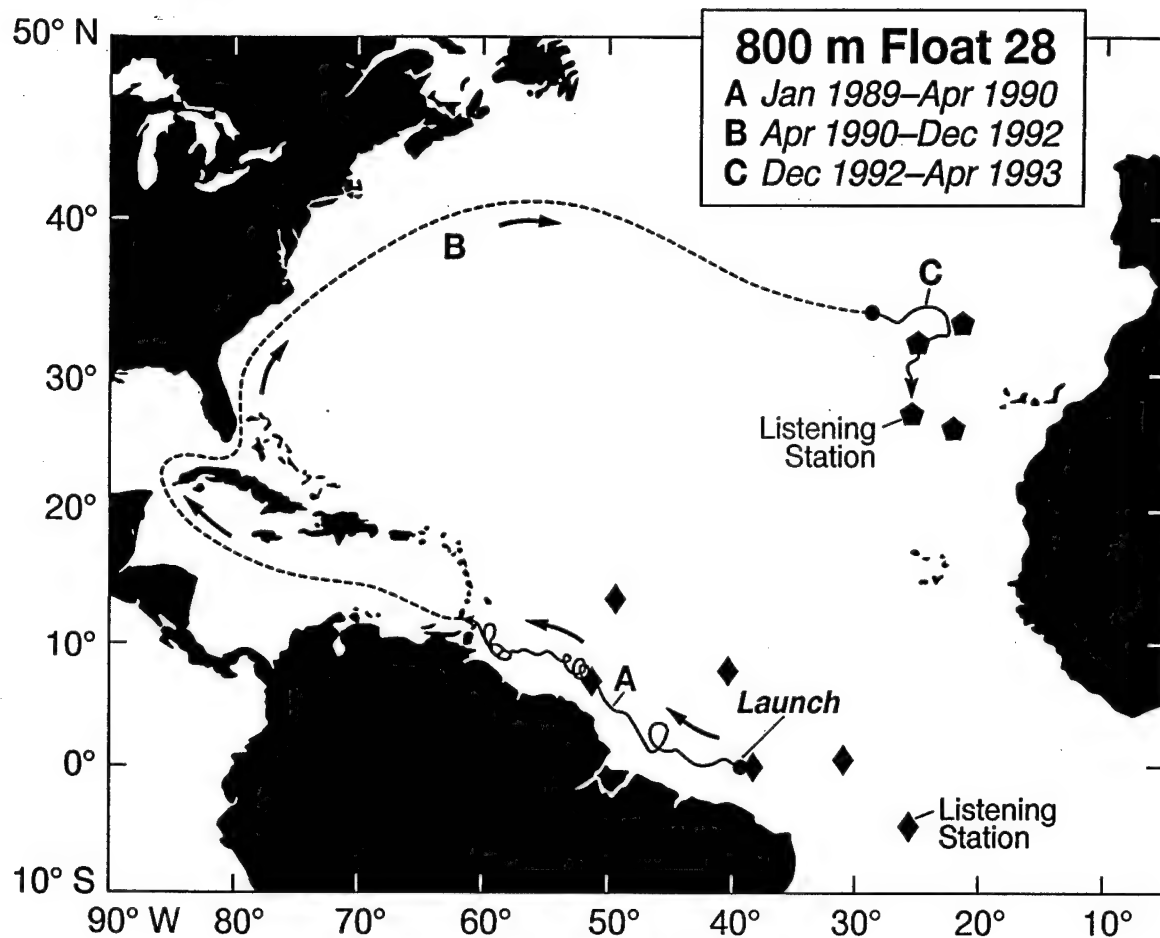 50° N
800 m Float 28
A Jan 1989–Apr 1990
B Apr 1990–Dec 1992
C Dec 1992–Apr 1993
40°
B
C
30°
Listening
Station
20°
10°
A
Launch
0°
Listening
Station
10° S
90° W 80° 70° 60° 50° 40° 30° 20° 10°